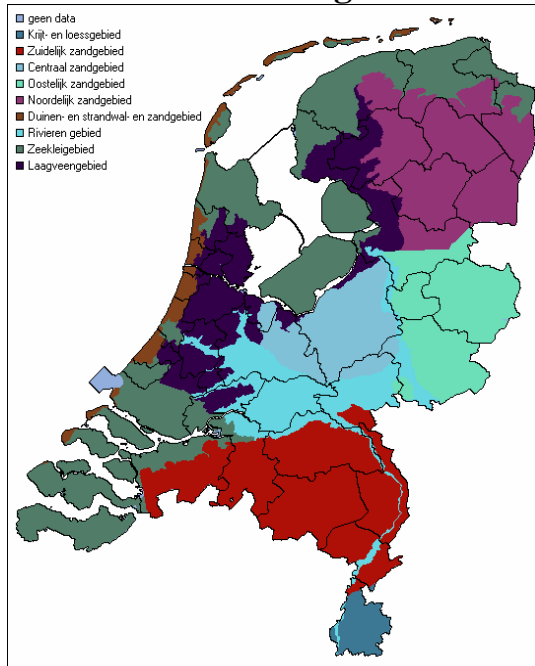 geen data
Krijt- en loessgebied
Zuidelijk zandgebied
Centraal zandgebied
Oostelijk zandgebied
Noordelijk zandgebied
Duinen- en strandwal- en zandgebied
Rivieren gebied
Zeekleigebied
Laagveengebied